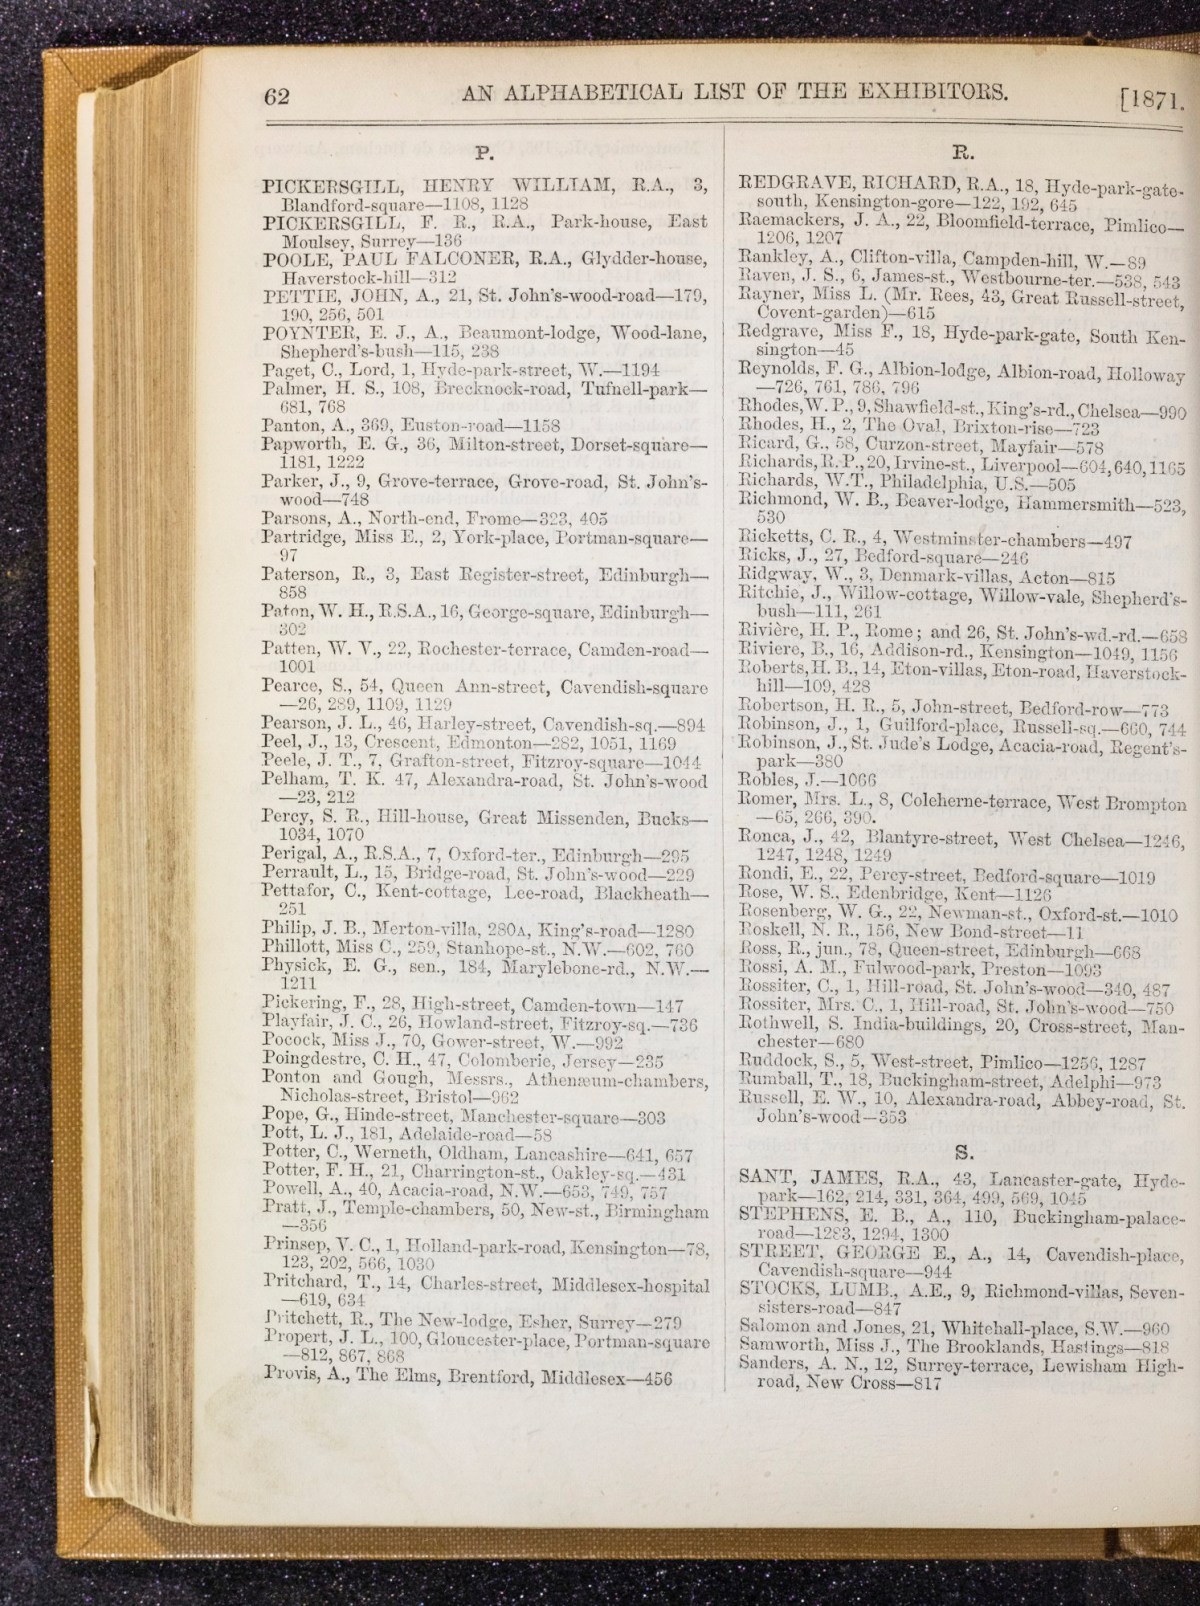 62
AN ALPHABETICAL LIST OF THE EXHIBITORS.
[1871.
P.
PICKERSGILL, HENRY WILLIAM, R.A., 3,
Blandford-square—1108, 1128
PICKERSGILL, F. R., R.A., Park-house, East
Moulsey, Surrey—136
POOLE, PAUL FALCONER, R.A., Glydder-house,
Haverstock-hill—312
PETTIE, JOHN, A., 21, St. John's-wood-road—179,
190, 256, 501
POYNTER, E. J., A., Beaumont-lodge, Wood-lane,
Shepherd's-bush—115, 238
Paget, C., Lord, 1, Hyde-park-street, W.—1194
Palmer, H. S., 108, Brecknock-road, Tufnell-park—
681, 768
Panton, A., 369, Euston-road—1158
Papworth, E. G., 36, Milton-street, Dorset-square—
1181, 1222
Parker, J., 9, Grove-terrace, Grove-road, St. John's-
wood—748
Parsons, A., North-end, Frome—323, 405
Partridge, Miss E., 2, York-place, Portman-square—
97
Paterson, R., 3, East Register-street, Edinburgh—
858
Paton, W. H., R.S.A., 16, George-square, Edinburgh—
302
Patten, W. V., 22, Rochester-terrace, Camden-road—
1001
Pearce, S., 54, Queen Ann-street, Cavendish-square
—26, 289, 1109, 1129
Pearson, J. L., 46, Harley-street, Cavendish-sq.—894
Peel, J., 13, Crescent, Edmonton—282, 1051, 1169
Peele, J. T., 7, Grafton-street, Fitzroy-square—1044
Pelham, T. K. 47, Alexandra-road, St. John's-wood
—23, 212
Percy, S. R., Hill-house, Great Missenden, Bucks—
1034, 1070
Perigal, A., R.S.A., 7, Oxford-ter., Edinburgh—295
Perrault, L., 15, Bridge-road, St. John's-wood—229
Pettafor, C., Kent-cottage, Lee-road, Blackheath—
251
Philip, J. B., Merton-villa, 280A, King's-road—1280
Phillott, Miss C., 259, Stanhope-st., N.W.—602, 760
Physick, E. G., sen., 184, Marylebone-rd., N.W.—
1211
Pickering, F., 28, High-street, Camden-town—147
Playfair, J. C., 26, Howland-street, Fitzroy-sq.—736
Pocock, Miss J., 70, Gower-street, W.—992
Poingdestre, C. H., 47, Colomberie, Jersey—235
Ponton and Gough, Messrs., Athenæum-chambers,
Nicholas-street, Bristol—962
Pope, G., Hinde-street, Manchester-square—303
Pott, L. J., 181, Adelaide-road—58
Potter, C., Werneth, Oldham, Lancashire—641, 657
Potter, F. H., 21, Charrington-st., Oakley-sq.—431
Powell, A., 40, Acacia-road, N.W.—653, 749, 757
Pratt, J., Temple-chambers, 50, New-st., Birmingham
—356
Prinsep, V. C., 1, Holland-park-road, Kensington—78,
123, 202, 566, 1030
Pritchard, T., 14, Charles-street, Middlesex-hospital
—619, 634
Pritchett, R., The New-lodge, Esher, Surrey—279
Propert, J. L., 100, Gloucester-place, Portman-square
—812, 867, 868
Provis, A., The Elms, Brentford, Middlesex—456
R.
REDGRAVE, RICHARD, R.A., 18, Hyde-park-gate-
south, Kensington-gore—122, 192, 645
Raemackers, J. A., 22, Bloomfield-terrace, Pimlico—
1206, 1207
Rankley, A., Clifton-villa, Campden-hill, W.—89
Raven, J. S., 6, James-st., Westbourne-ter.—538, 543
Rayner, Miss L. (Mr. Rees, 43, Great Russell-street,
Covent-garden)—615
Redgrave, Miss F., 18, Hyde-park-gate, South Ken-
sington—45
Reynolds, F. G., Albion-lodge, Albion-road, Holloway
—726, 761, 786, 796
Rhodes, W. P., 9, Shawfield-st., King's-rd., Chelsea—990
Rhodes, H., 2, The Oval, Brixton-rise—723
Ricard, G., 58, Curzon-street, Mayfair—578
Richards, R. P., 20, Irvine-st., Liverpool—604, 640, 1165
Richards, W.T., Philadelphia, U.S.—505
Richmond, W. B., Beaver-lodge, Hammersmith—523,
530
Ricketts, C. R., 4, Westminster-chambers—497
Ricks, J., 27, Bedford-square—246
Ridgway, W., 3, Denmark-villas, Acton—815
Ritchie, J., Willow-cottage, Willow-vale, Shepherd's-
bush—111, 261
Rivière, H. P., Rome; and 26, St. John's-wd.-rd.—658
Riviere, B., 16, Addison-rd., Kensington—1049, 1156
Roberts, H. B., 14, Eton-villas, Eton-road, Haverstock-
hill—109, 428
Robertson, H. R., 5, John-street, Bedford-row—773
Robinson, J., 1, Guilford-place, Russell-sq.—660, 744
Robinson, J., St. Jude's Lodge, Acacia-road, Regent's-
park—380
Robles, J.—1066
Romer, Mrs. L., 8, Coleherne-terrace, West Brompton
—65, 266, 390.
Ronca, J., 42, Blantyre-street, West Chelsea—1246,
1247, 1248, 1249
Rondi, E., 22, Percy-street, Bedford-square—1019
Rose, W. S., Edenbridge, Kent—1126
Rosenberg, W. G., 22, Newman-st., Oxford-st.—1010
Roskell, N. R., 156, New Bond-street—11
Ross, R., jun., 78, Queen-street, Edinburgh—668
Rossi, A. M., Fulwood-park, Preston—1093
Rossiter, C., 1, Hill-road, St. John's-wood—340, 487
Rossiter, Mrs. C., 1, Hill-road, St. John's-wood—750
Rothwell, S. India-buildings, 20, Cross-street, Man-
chester—680
Ruddock, S., 5, West-street, Pimlico—1256, 1287
Rumball, T., 18, Buckingham-street, Adelphi—973
Russell, E. W., 10, Alexandra-road, Abbey-road, St.
John's-wood—353
S.
SANT, JAMES, R.A., 43, Lancaster-gate, Hyde-
park—162, 214, 331, 364, 499, 569, 1045
STEPHENS, E. B., A., 110, Buckingham-palace-
road—1283, 1294, 1300
STREET, GEORGE E., A., 14, Cavendish-place,
Cavendish-square—944
STOCKS, LUMB., A.E., 9, Richmond-villas, Seven-
sisters-road—847
Salomon and Jones, 21, Whitehall-place, S.W.—960
Samworth, Miss J., The Brooklands, Hastings—818
Sanders, A. N., 12, Surrey-terrace, Lewisham High-
road, New Cross—817